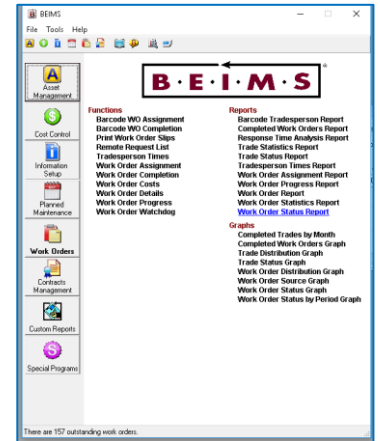 BEIMS
File Tools Help
B·E·I·M·S®
Asset
Management
Cost Control
Information
Setup
Planned
Maintenance
Work Orders
Contracts
Management
Custom Reports
Special Programs
Functions
Barcode WO Assignment
Barcode WO Completion
Print Work Order Slips
Remote Request List
Tradesperson Times
Work Order Assignment
Work Order Completion
Work Order Costs
Work Order Details
Work Order Progress
Work Order Watchdog
Reports
Barcode Tradesperson Report
Completed Work Orders Report
Response Time Analysis Report
Trade Statistics Report
Trade Status Report
Tradesperson Times Report
Work Order Assignment Report
Work Order Progress Report
Work Order Report
Work Order Statistics Report
Work Order Status Report
Graphs
Completed Trades by Month
Completed Work Orders Graph
Trade Distribution Graph
Trade Status Graph
Work Order Distribution Graph
Work Order Source Graph
Work Order Status Graph
Work Order Status by Period Graph
There are 157 outstanding work orders.